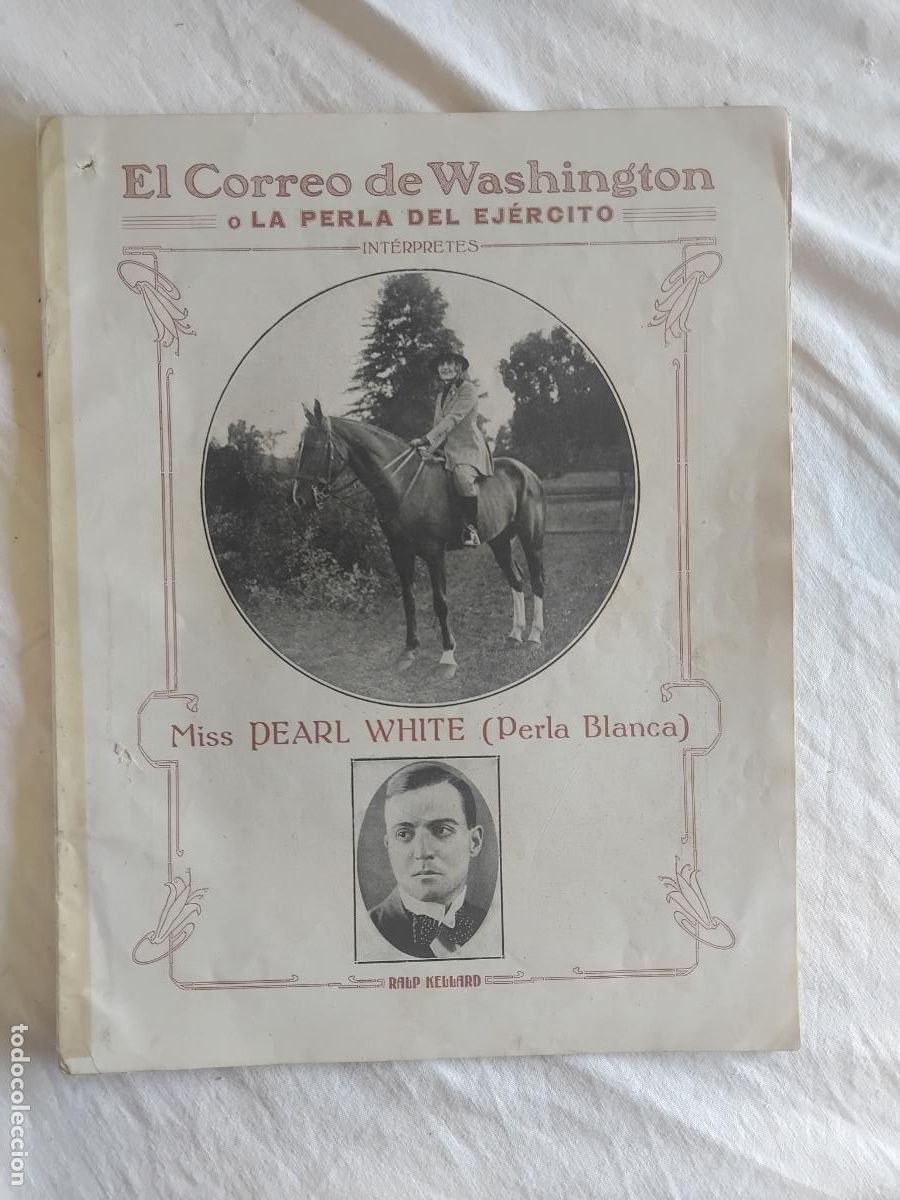 El Correo de Washington
o LA PERLA DEL EJÉRCITO
INTÉRPRETES
Miss PEARL WHITE (Perla Blanca)
RALP KELLARD
todocoleccion